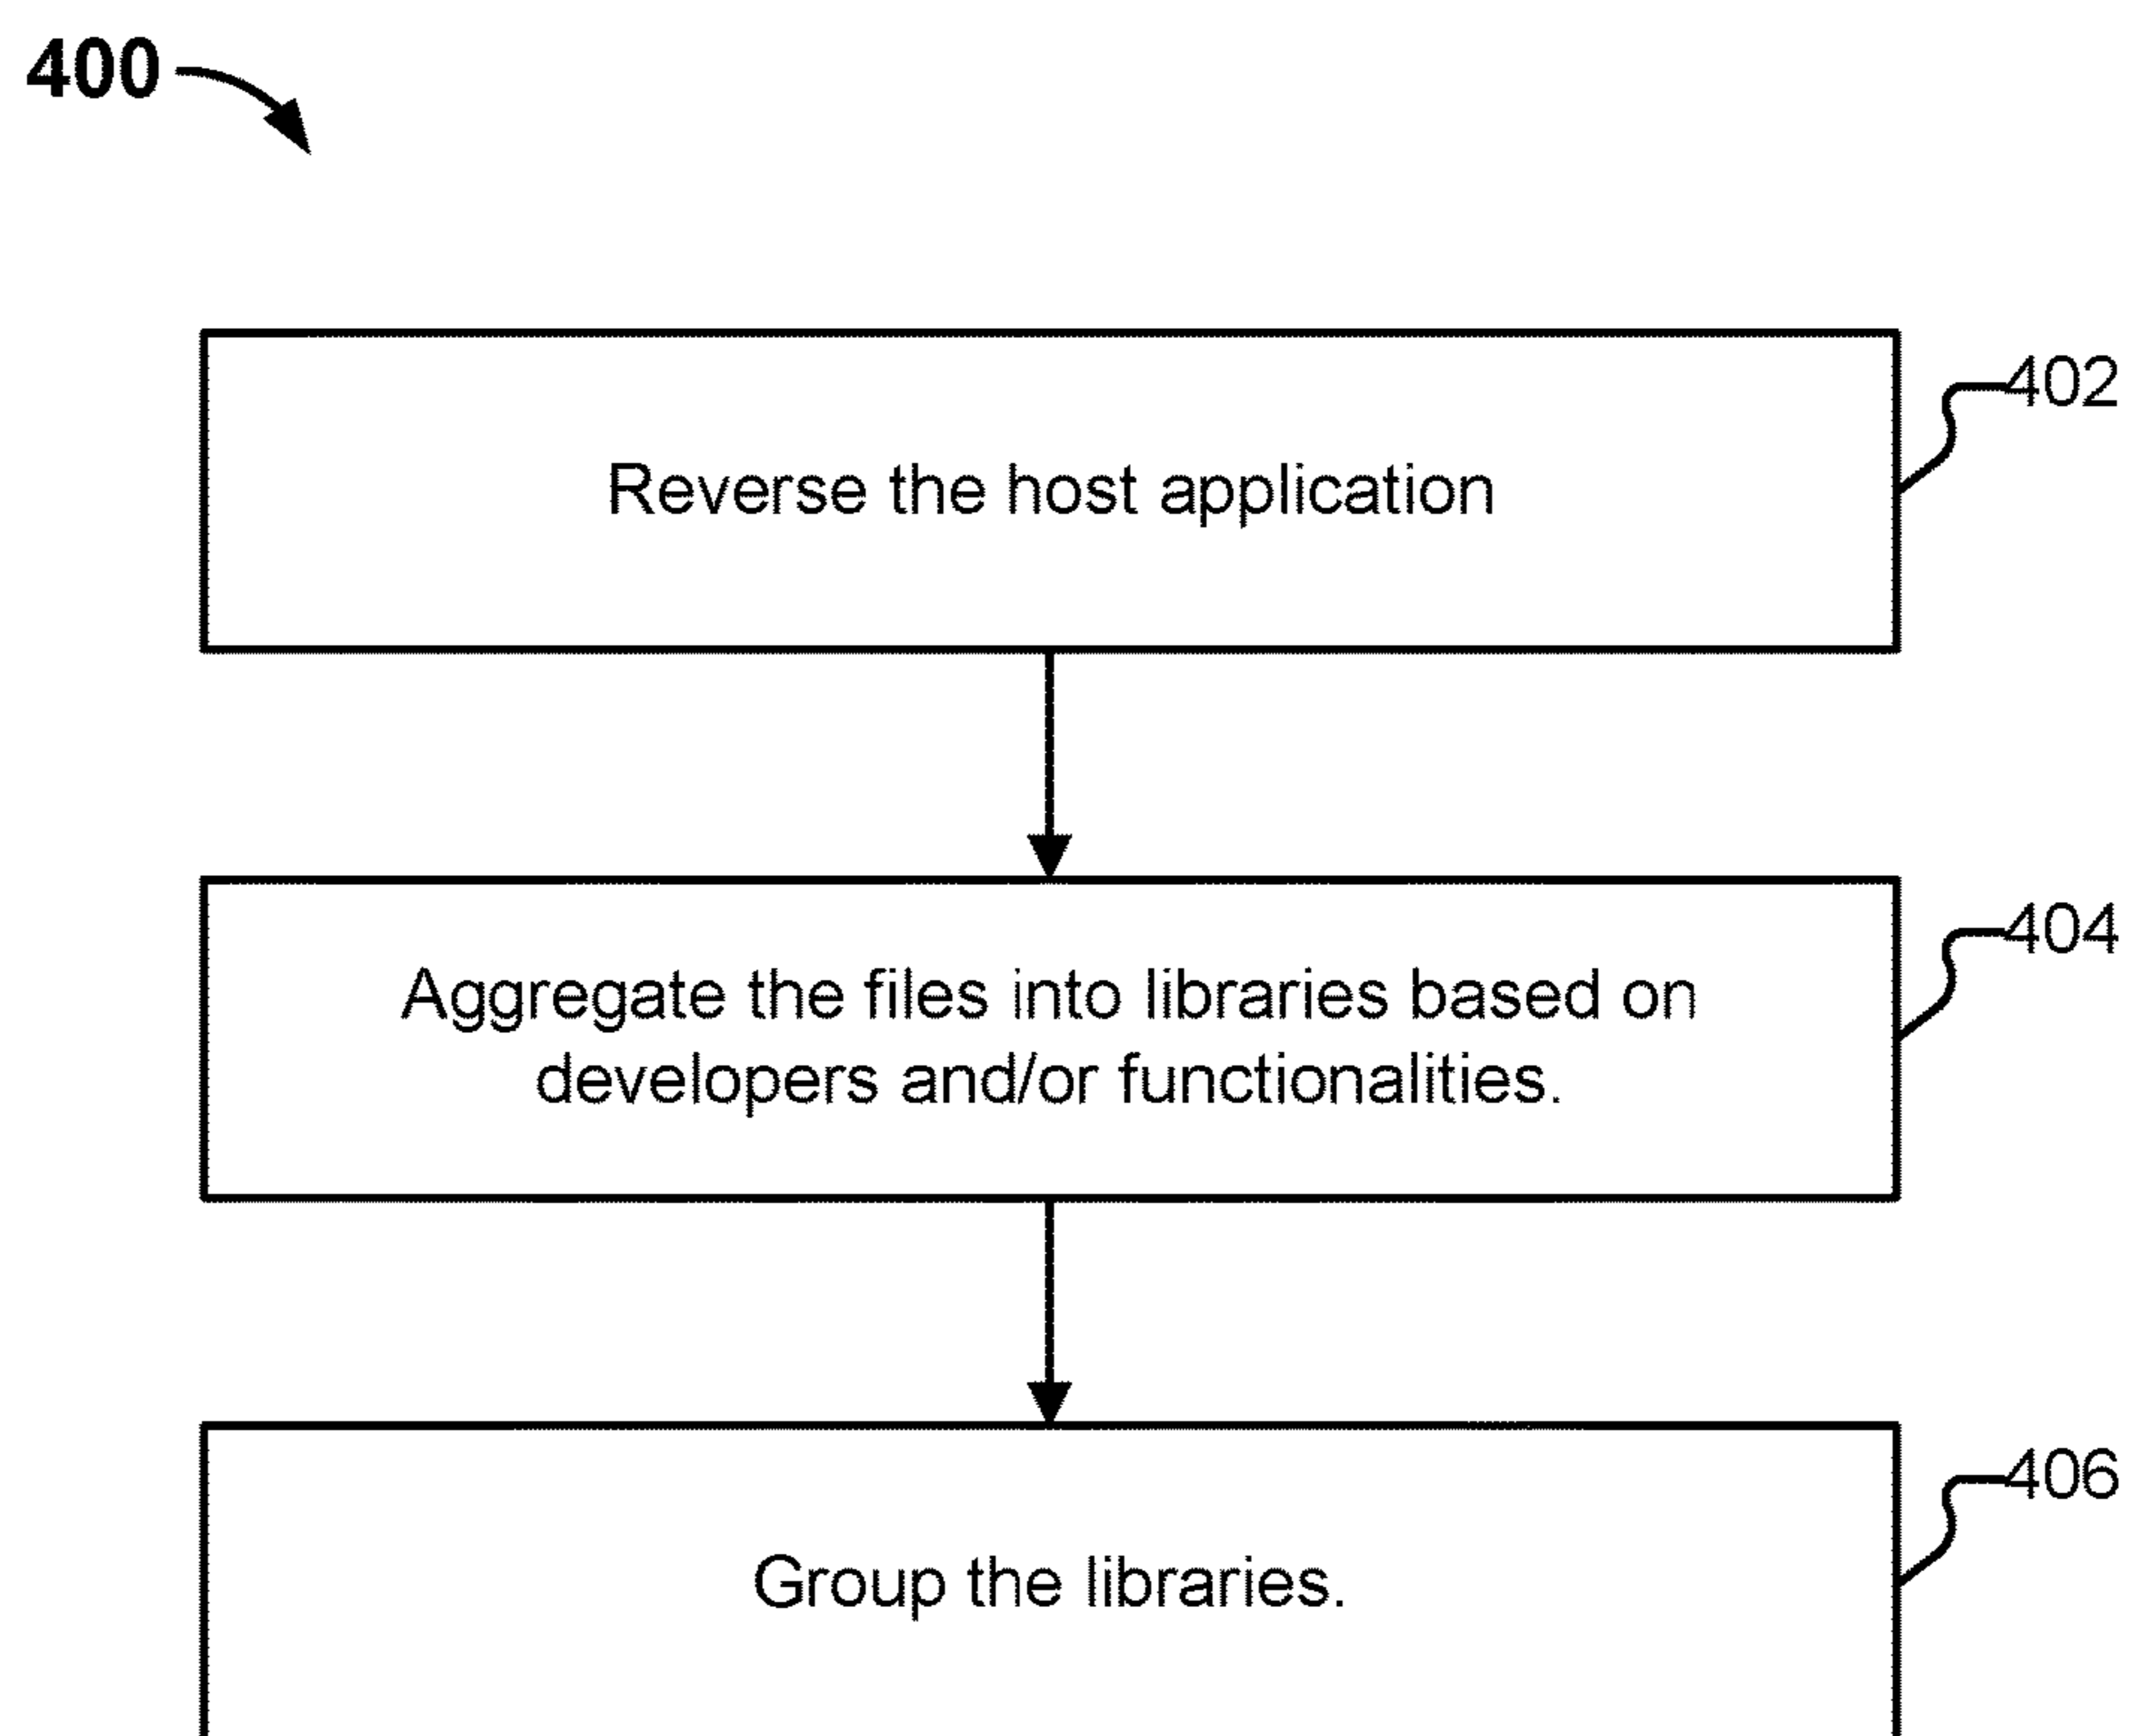 400
402
Reverse the host application
404
Aggregate the files into libraries based on
developers and/or functionalities.
406
Group the libraries.